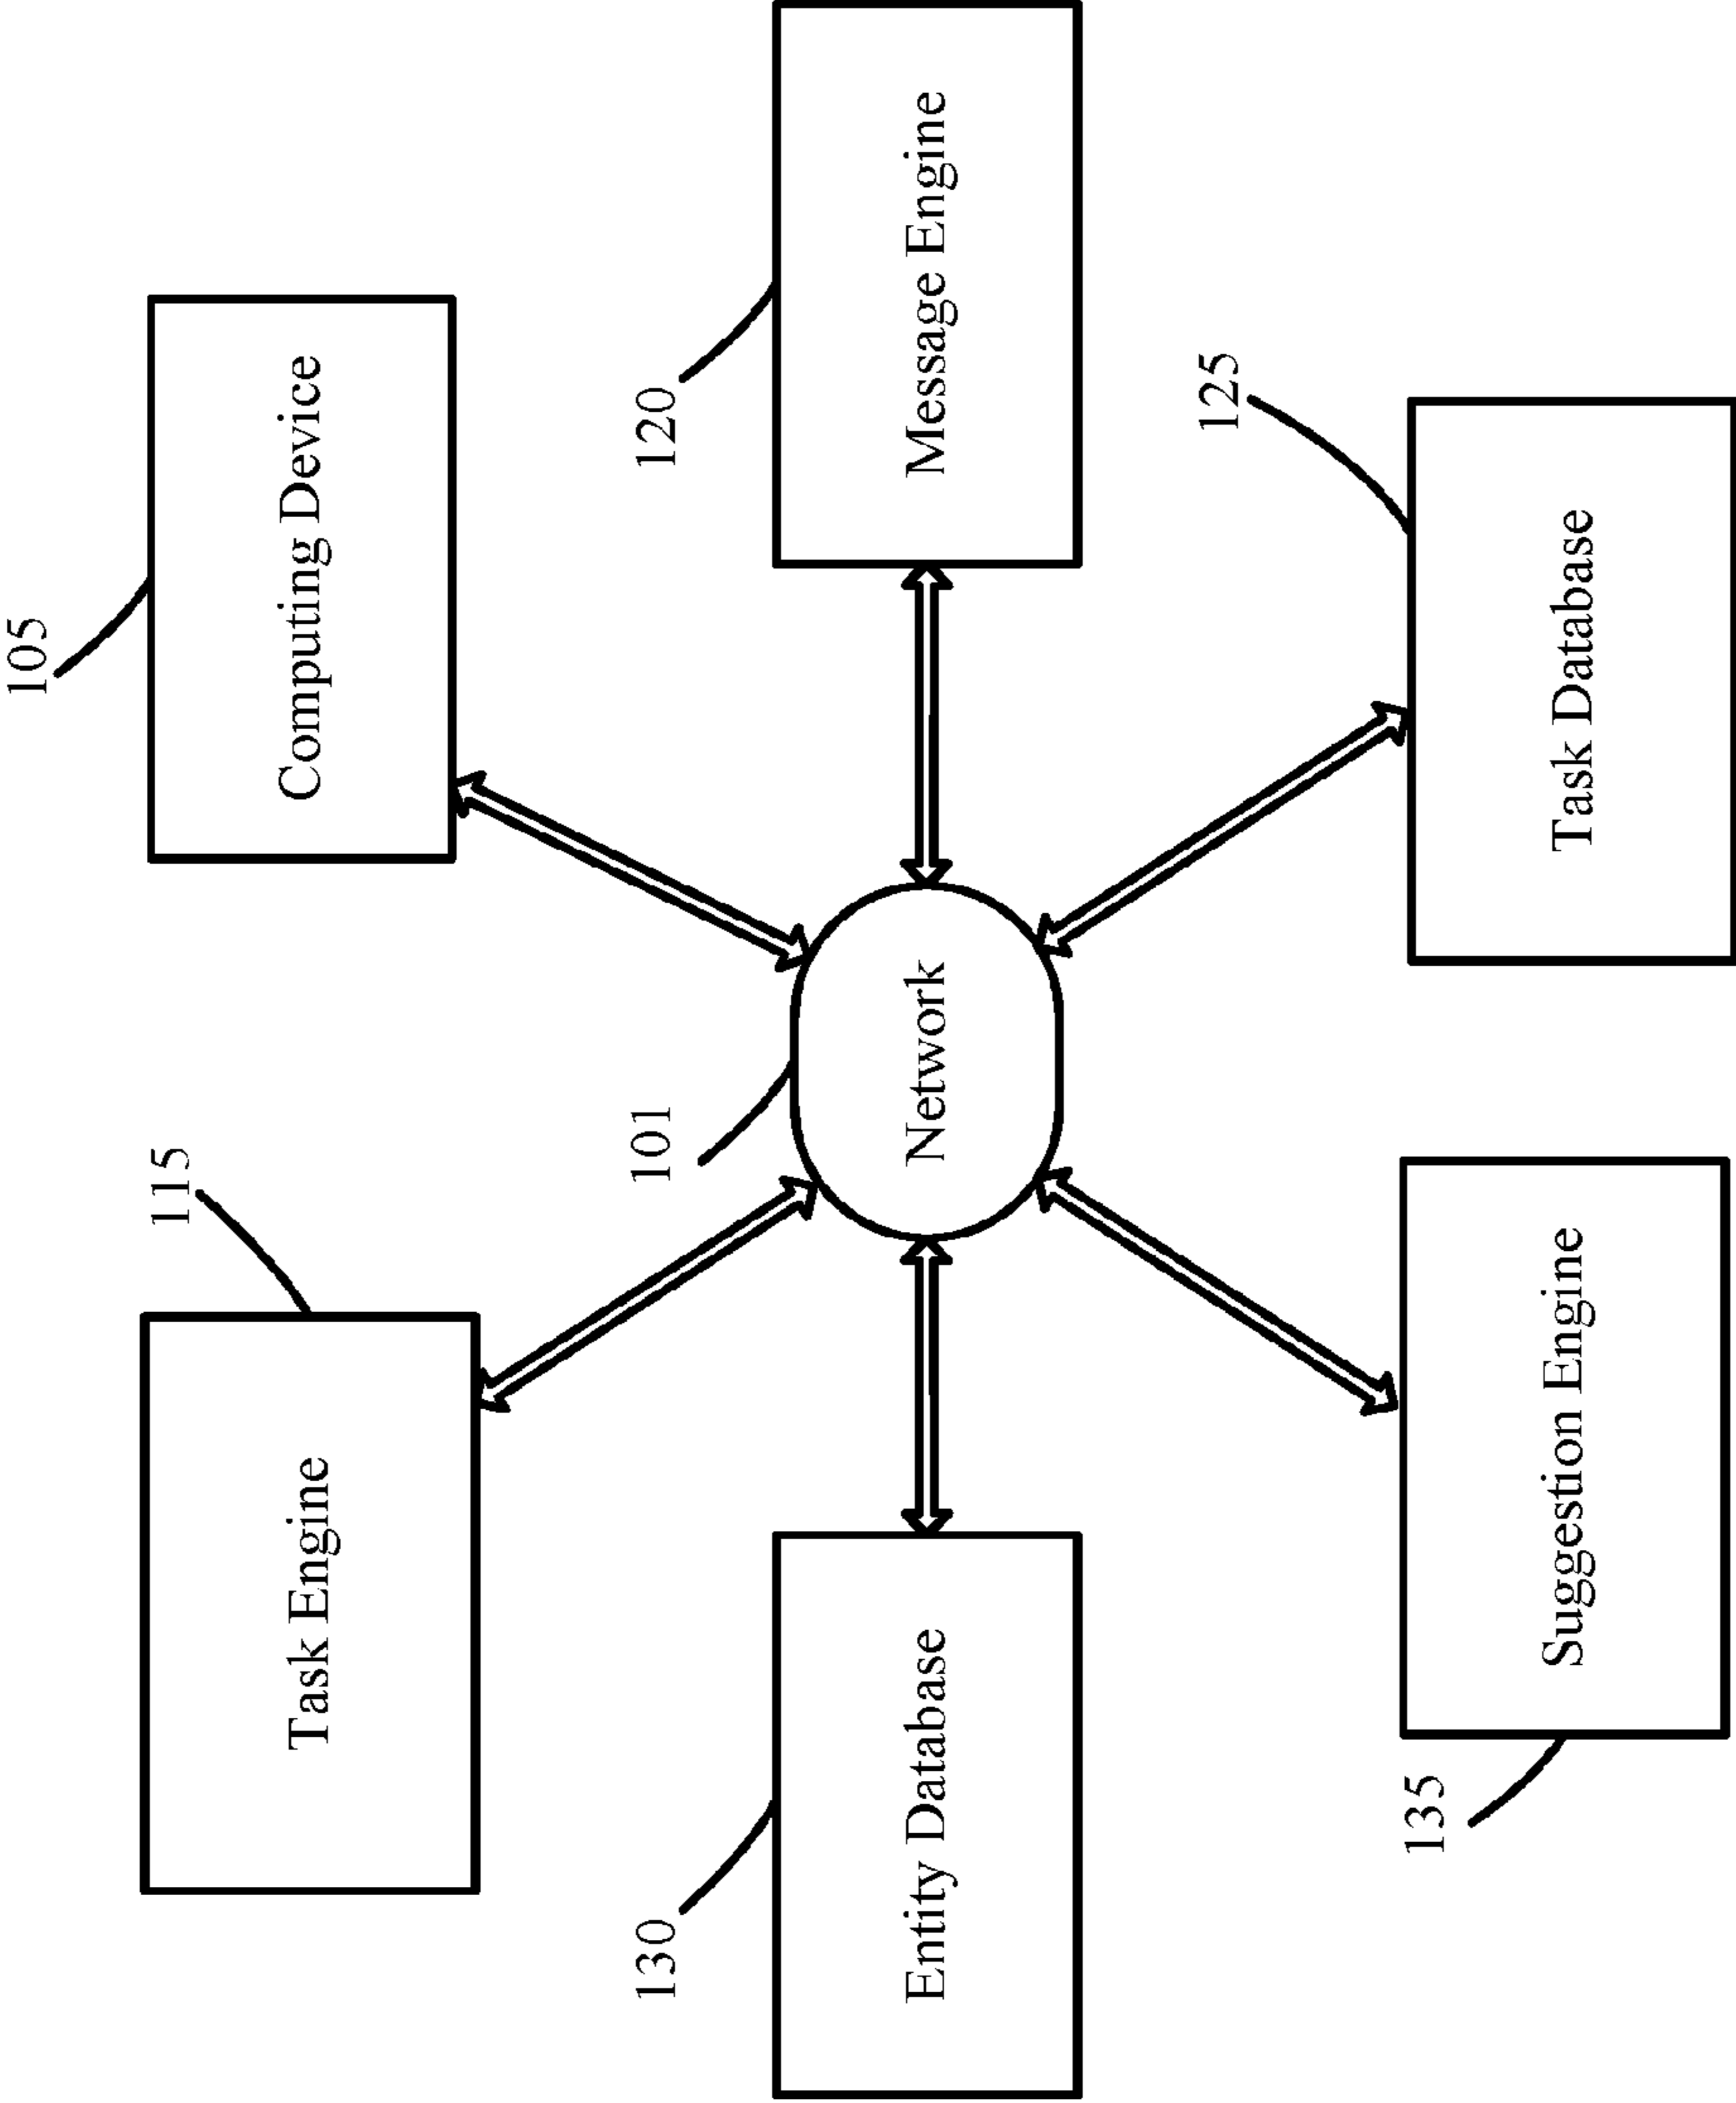 105
Computing Device
115
Task Engine
101
Network
120
Message Engine
130
Entity Database
125
Task Database
135
Suggestion Engine